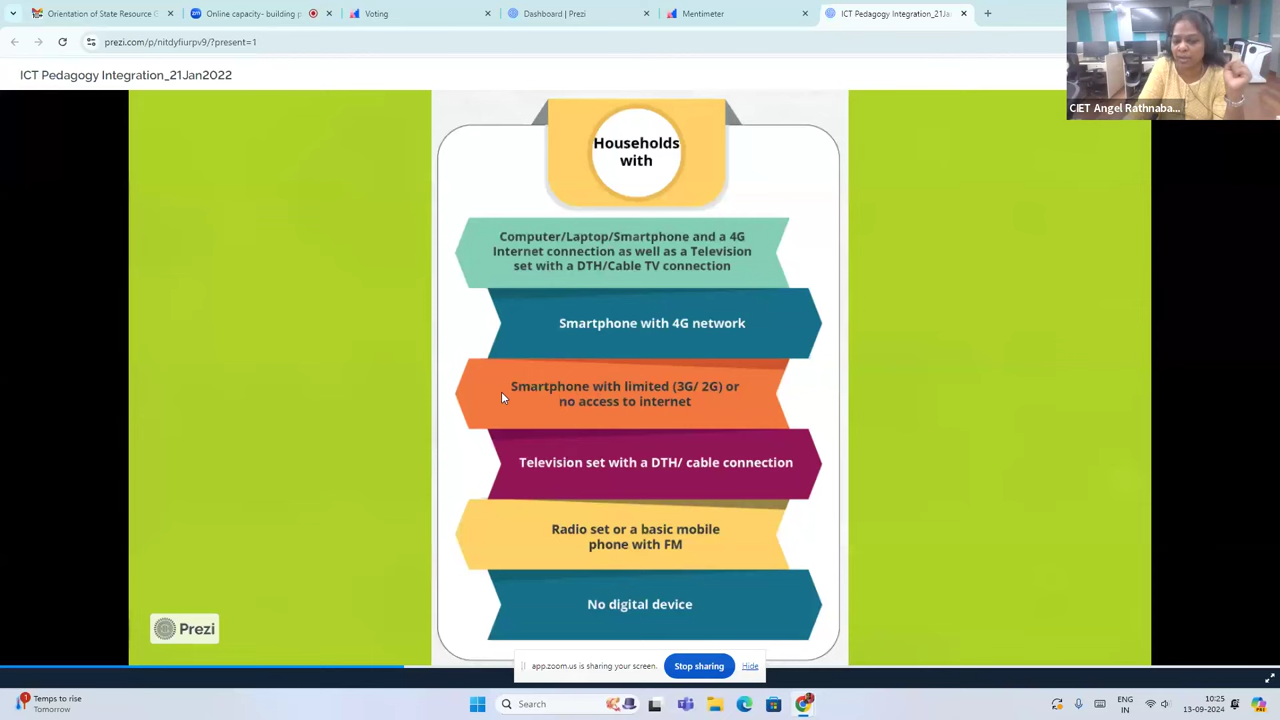 Orientation of State Resource G
Online capacity- building p
Voting
Dashboard | Prezi
Mentimeter
ICT Pedagogy Integration_21Ja
prezi.com/p/nitdyfiurpv9/?present=1
ICT Pedagogy Integration_21Jan2022
CIET Angel Rathnaba...
Households
with
Computer/Laptop/Smartphone and a 4G
Internet connection as well as a Television
set with a DTH/Cable TV connection
Smartphone with 4G network
Smartphone with limited (3G/ 2G) or
no access to internet
Television set with a DTH/ cable connection
Radio set or a basic mobile
phone with FM
No digital device
Prezi
app.zoom.us is sharing your screen.
Stop sharing
Hide
1
Temps to rise
Tomorrow
Search
ENG
IN
10:25
13-09-2024